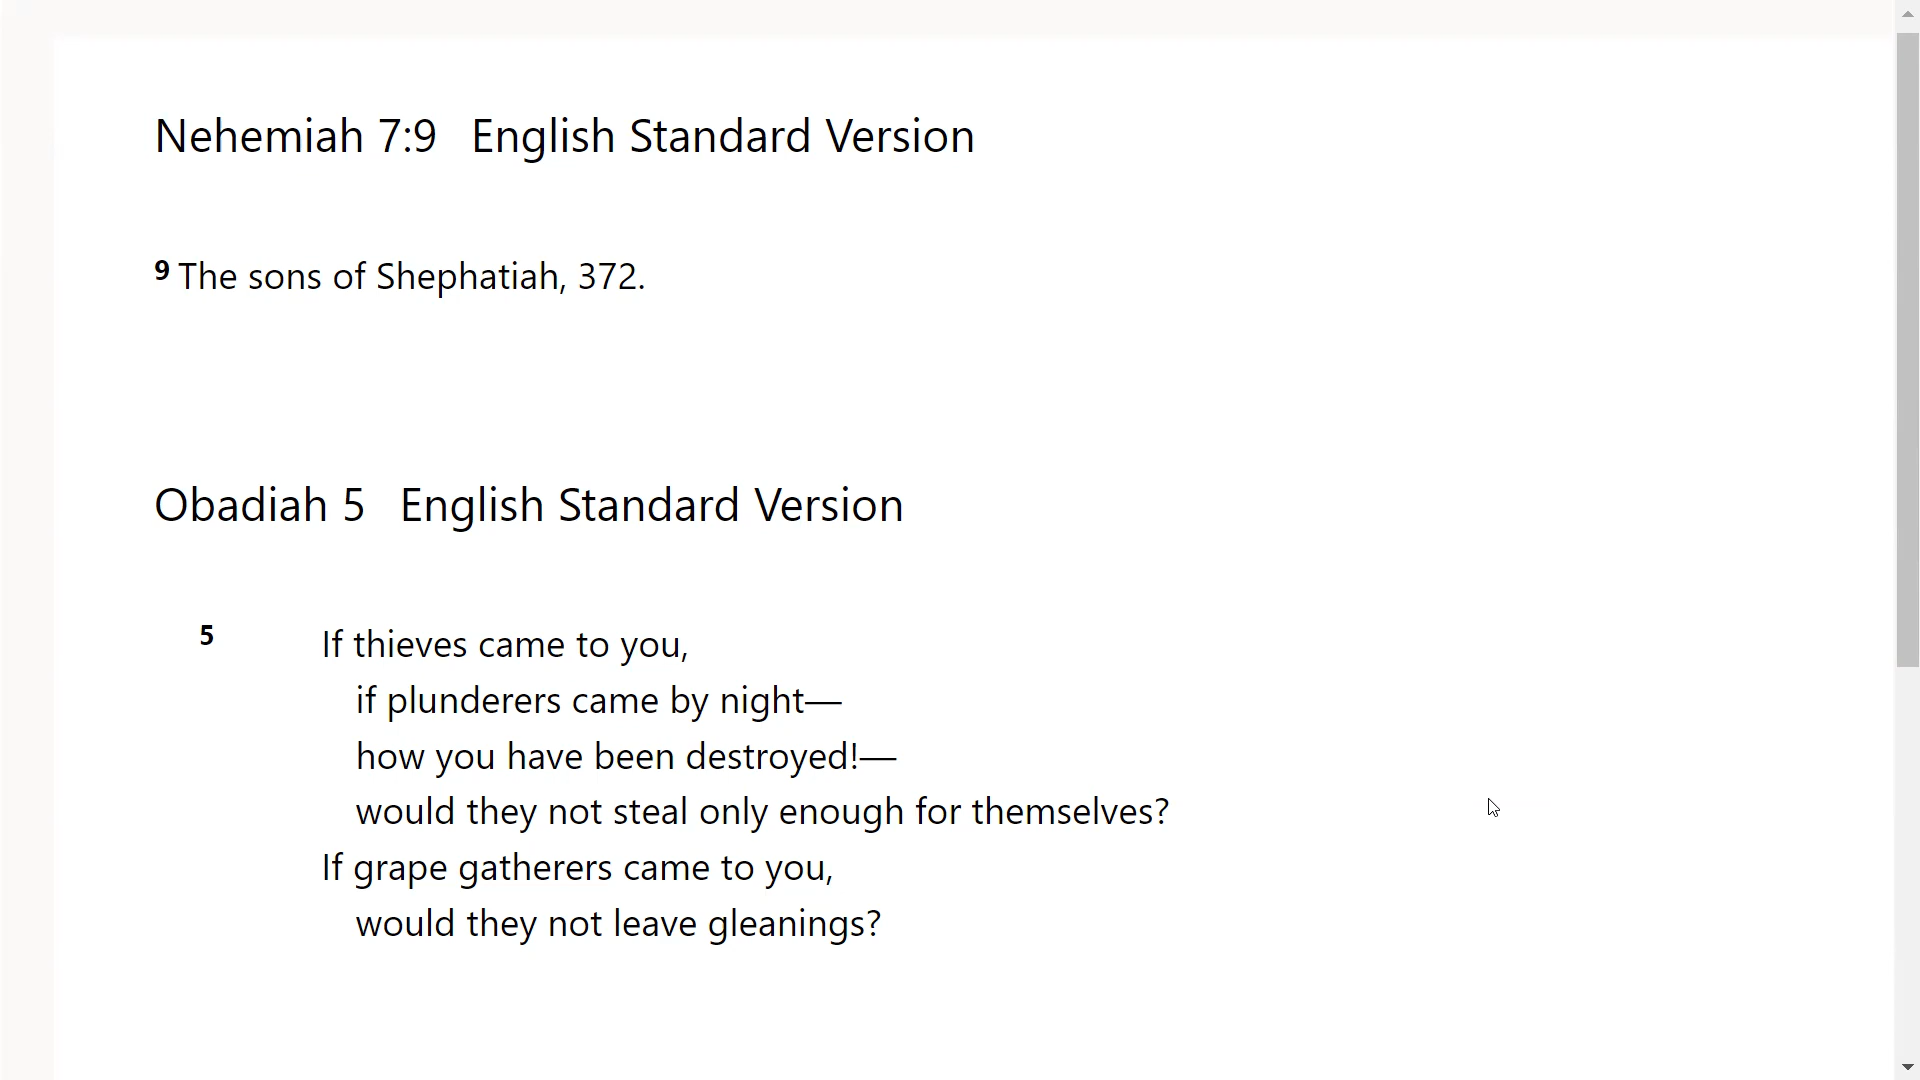 Nehemiah 7:9 English Standard Version
9 The sons of Shephatiah, 372.
Obadiah 5 English Standard Version
5 If thieves came to you,
if plunderers came by night—
how you have been destroyed!—
would they not steal only enough for themselves?
If grape gatherers came to you,
would they not leave gleanings?